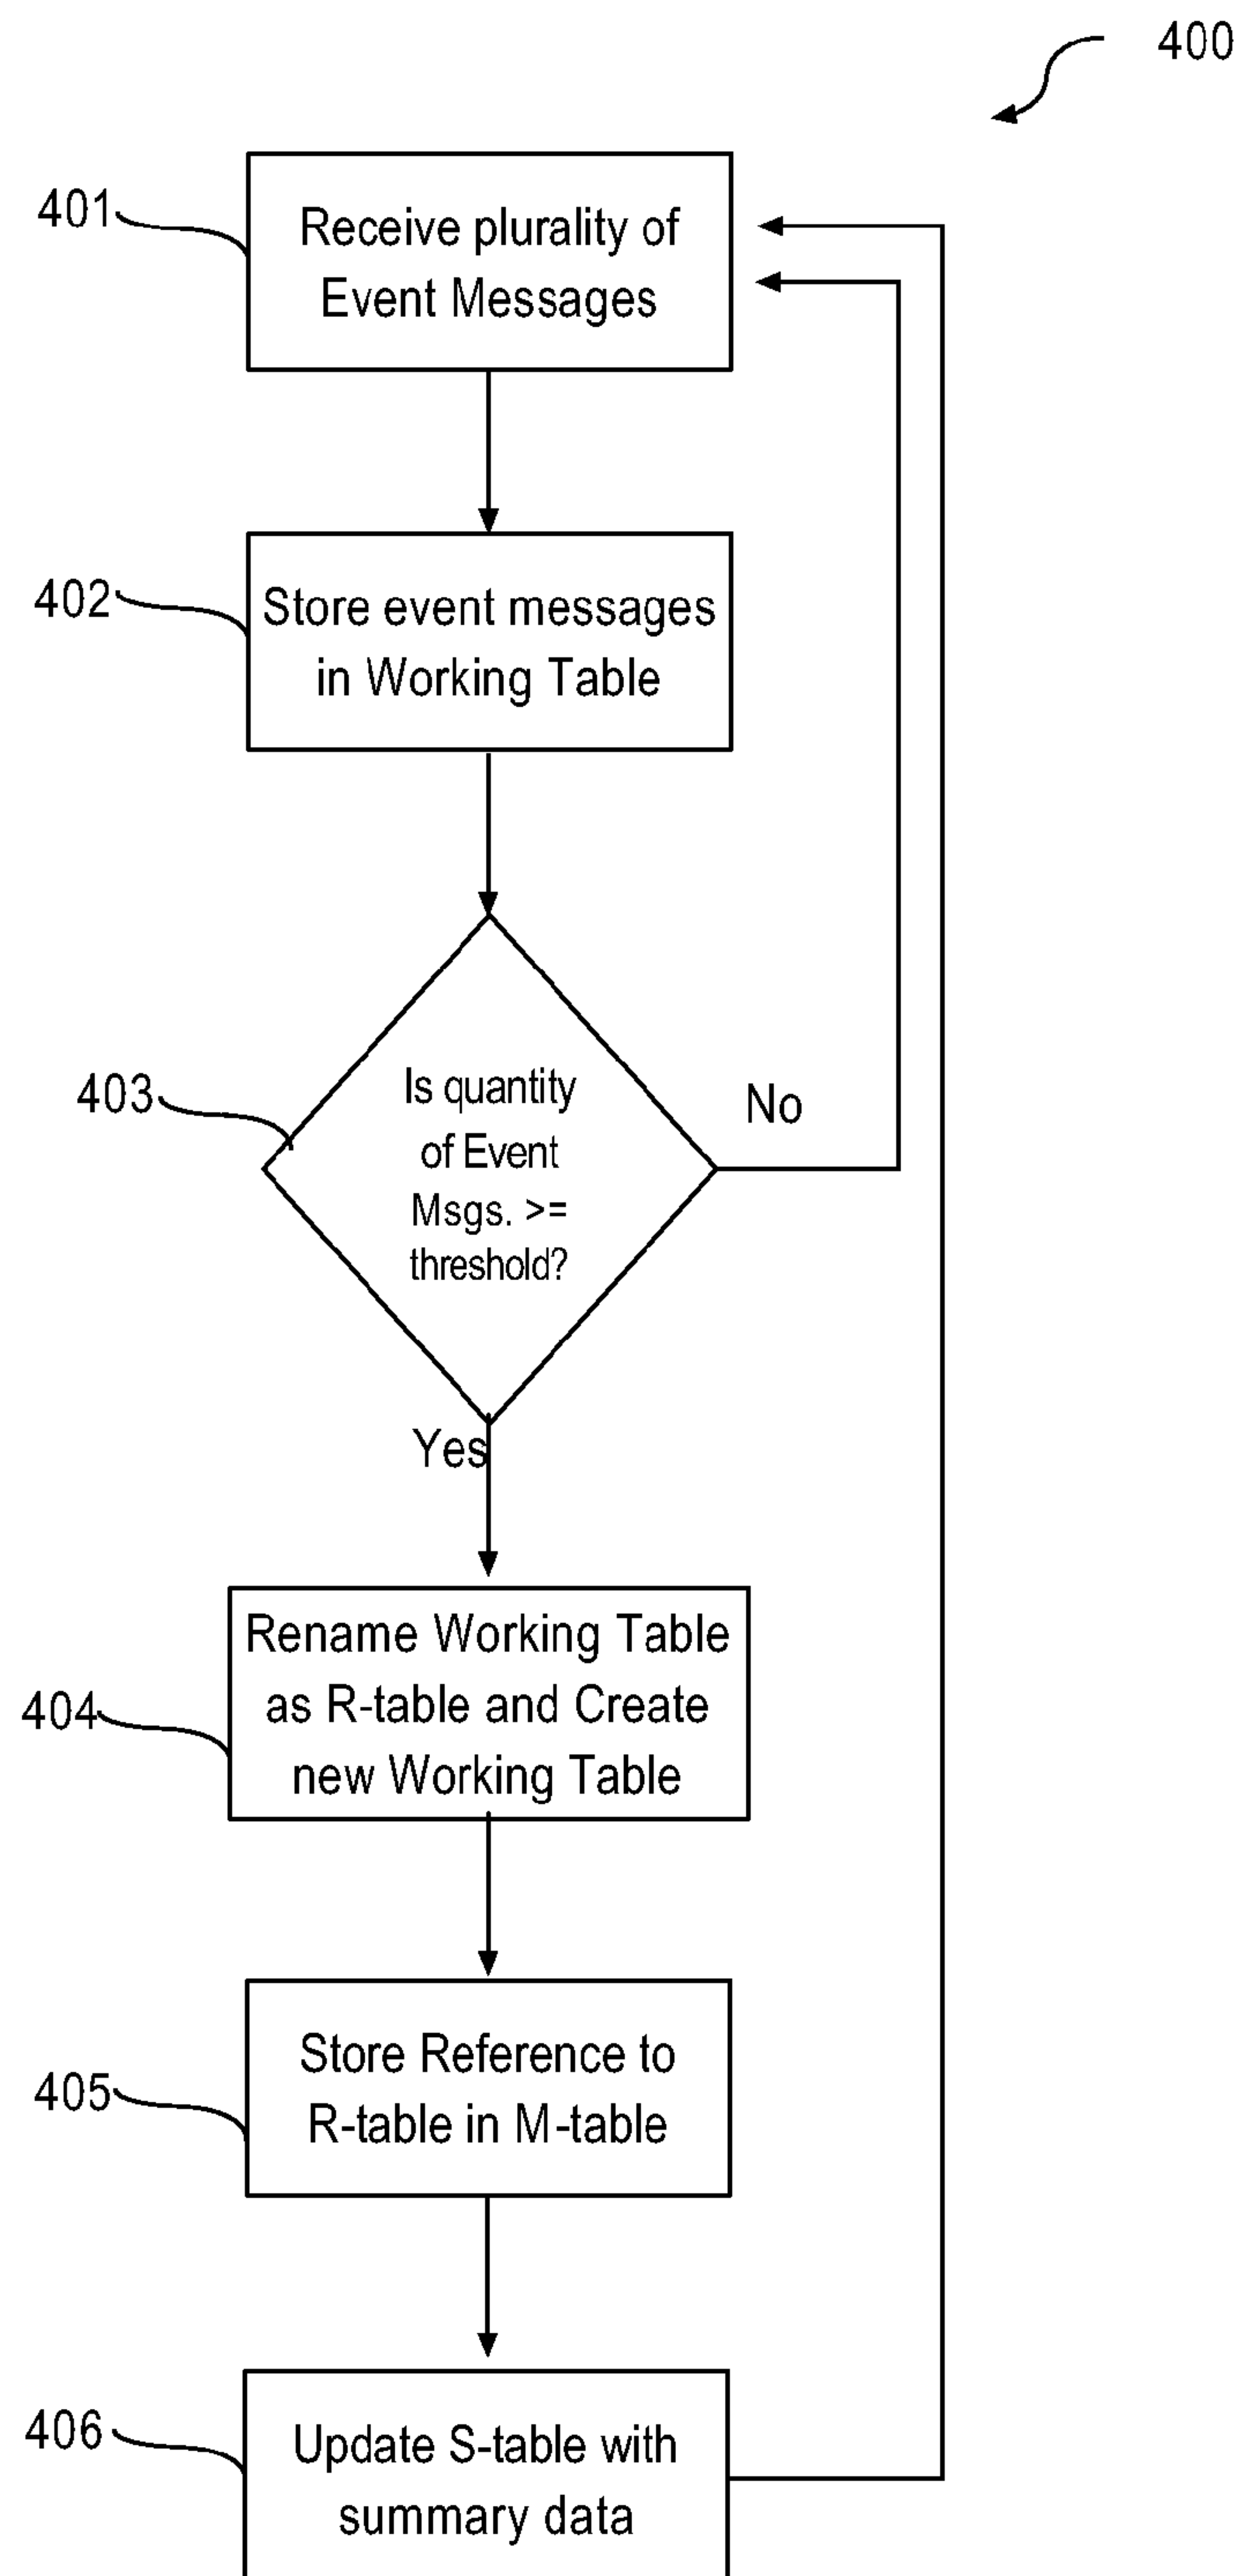 400
401
Receive plurality of
Event Messages
402
Store event messages
in Working Table
403
Is quantity
of Event
Msgs. >=
threshold?
No
Yes
404
Rename Working Table
as R-table and Create
new Working Table
405
Store Reference to
R-table in M-table
406
Update S-table with
summary data